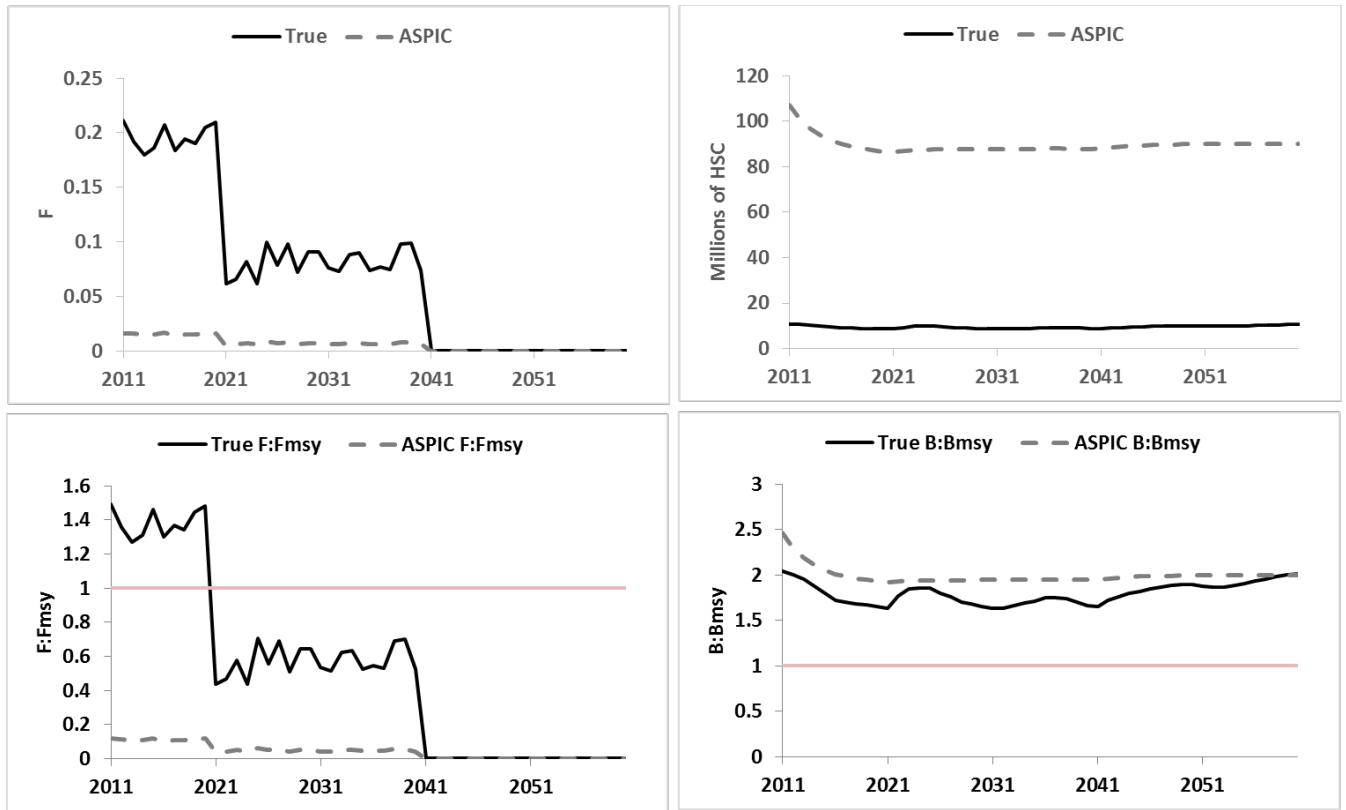 True ASPIC
0.25
0.2
0.15
0.1
0.05
0
F
2011 2021 2031 2041 2051
True ASPIC
120
100
80
60
40
20
0
Millions of HSC
2011 2021 2031 2041 2051
True F:Fmsy ASPIC F:Fmsy
1.6
1.4
1.2
1
0.8
0.6
0.4
0.2
0
F:Fmsy
2011 2021 2031 2041 2051
True B:Bmsy ASPIC B:Bmsy
3
2.5
2
1.5
1
0.5
0
B:Bmsy
2011 2021 2031 2041 2051